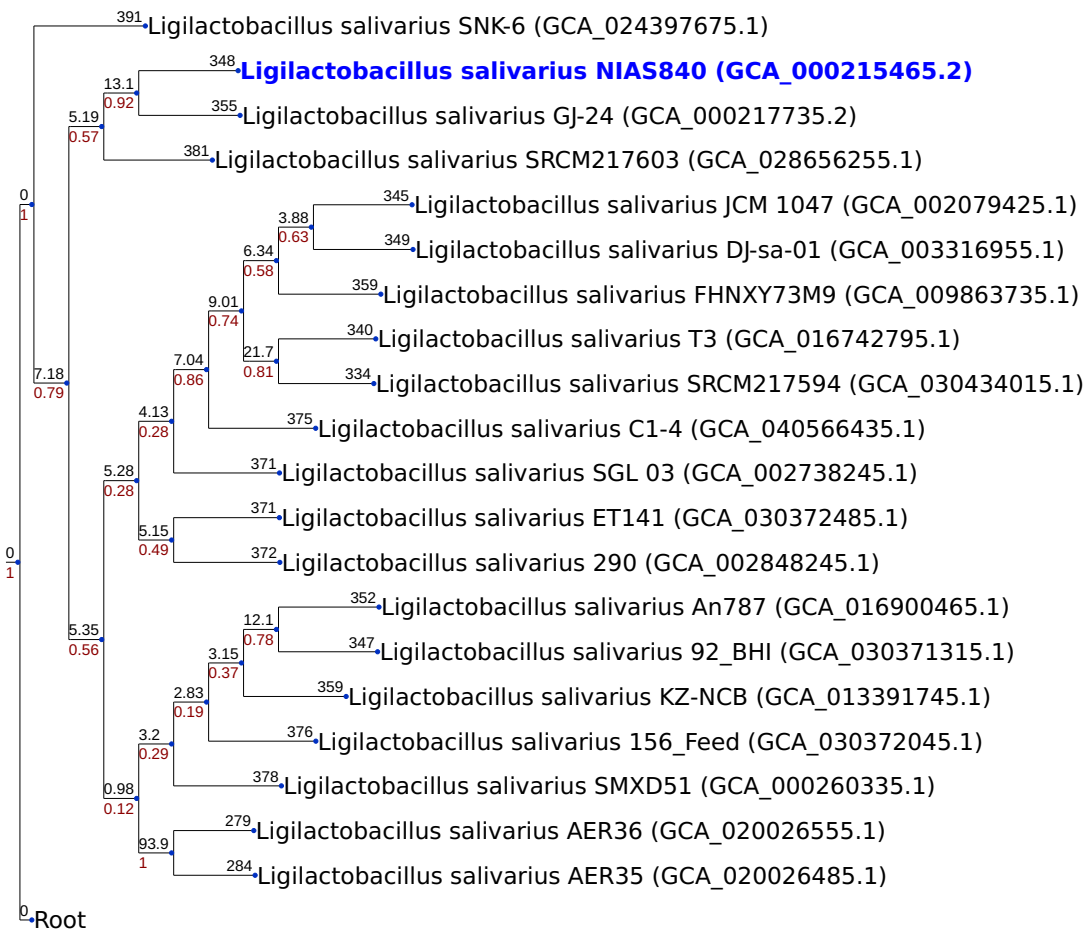 391 Ligilactobacillus salivarius SNK-6 (GCA_024397675.1)
348 Ligilactobacillus salivarius NIAS840 (GCA_000215465.2)
13.1
0.92
355 Ligilactobacillus salivarius GJ-24 (GCA_000217735.2)
5.19
0.57
381 Ligilactobacillus salivarius SRCM217603 (GCA_028656255.1)
0
1
345 Ligilactobacillus salivarius JCM 1047 (GCA_002079425.1)
3.88
0.63
349 Ligilactobacillus salivarius DJ-sa-01 (GCA_003316955.1)
6.34
0.58
359 Ligilactobacillus salivarius FHNXY73M9 (GCA_009863735.1)
9.01
0.74
340 Ligilactobacillus salivarius T3 (GCA_016742795.1)
21.7
0.81
334 Ligilactobacillus salivarius SRCM217594 (GCA_030434015.1)
7.04
0.86
7.18
0.79
375 Ligilactobacillus salivarius C1-4 (GCA_040566435.1)
4.13
0.28
371 Ligilactobacillus salivarius SGL 03 (GCA_002738245.1)
5.28
0.28
371 Ligilactobacillus salivarius ET141 (GCA_030372485.1)
5.15
0.49
372 Ligilactobacillus salivarius 290 (GCA_002848245.1)
0
1
352 Ligilactobacillus salivarius An787 (GCA_016900465.1)
12.1
0.78
347 Ligilactobacillus salivarius 92_BHI (GCA_030371315.1)
5.35
0.56
3.15
0.37
359 Ligilactobacillus salivarius KZ-NCB (GCA_013391745.1)
2.83
0.19
376 Ligilactobacillus salivarius 156_Feed (GCA_030372045.1)
3.2
0.29
378 Ligilactobacillus salivarius SMXD51 (GCA_000260335.1)
0.98
0.12
279 Ligilactobacillus salivarius AER36 (GCA_020026555.1)
93.9
1
284 Ligilactobacillus salivarius AER35 (GCA_020026485.1)
0 Root